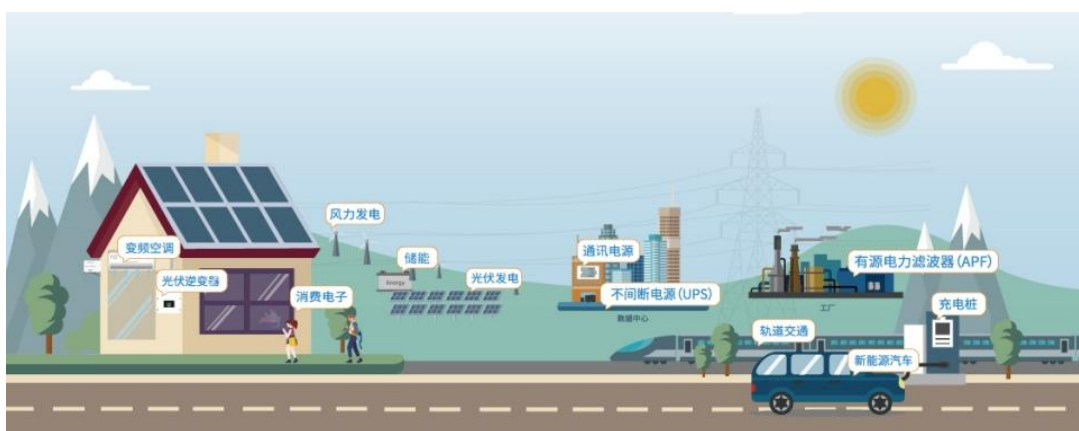 变频空调
光伏逆变器
消费电子
风力发电
储能
Energy
光伏发电
通讯电源
不间断电源(UPS)
数据中心
有源电力滤波器(APF)
工厂
充电桩
轨道交通
新能源汽车